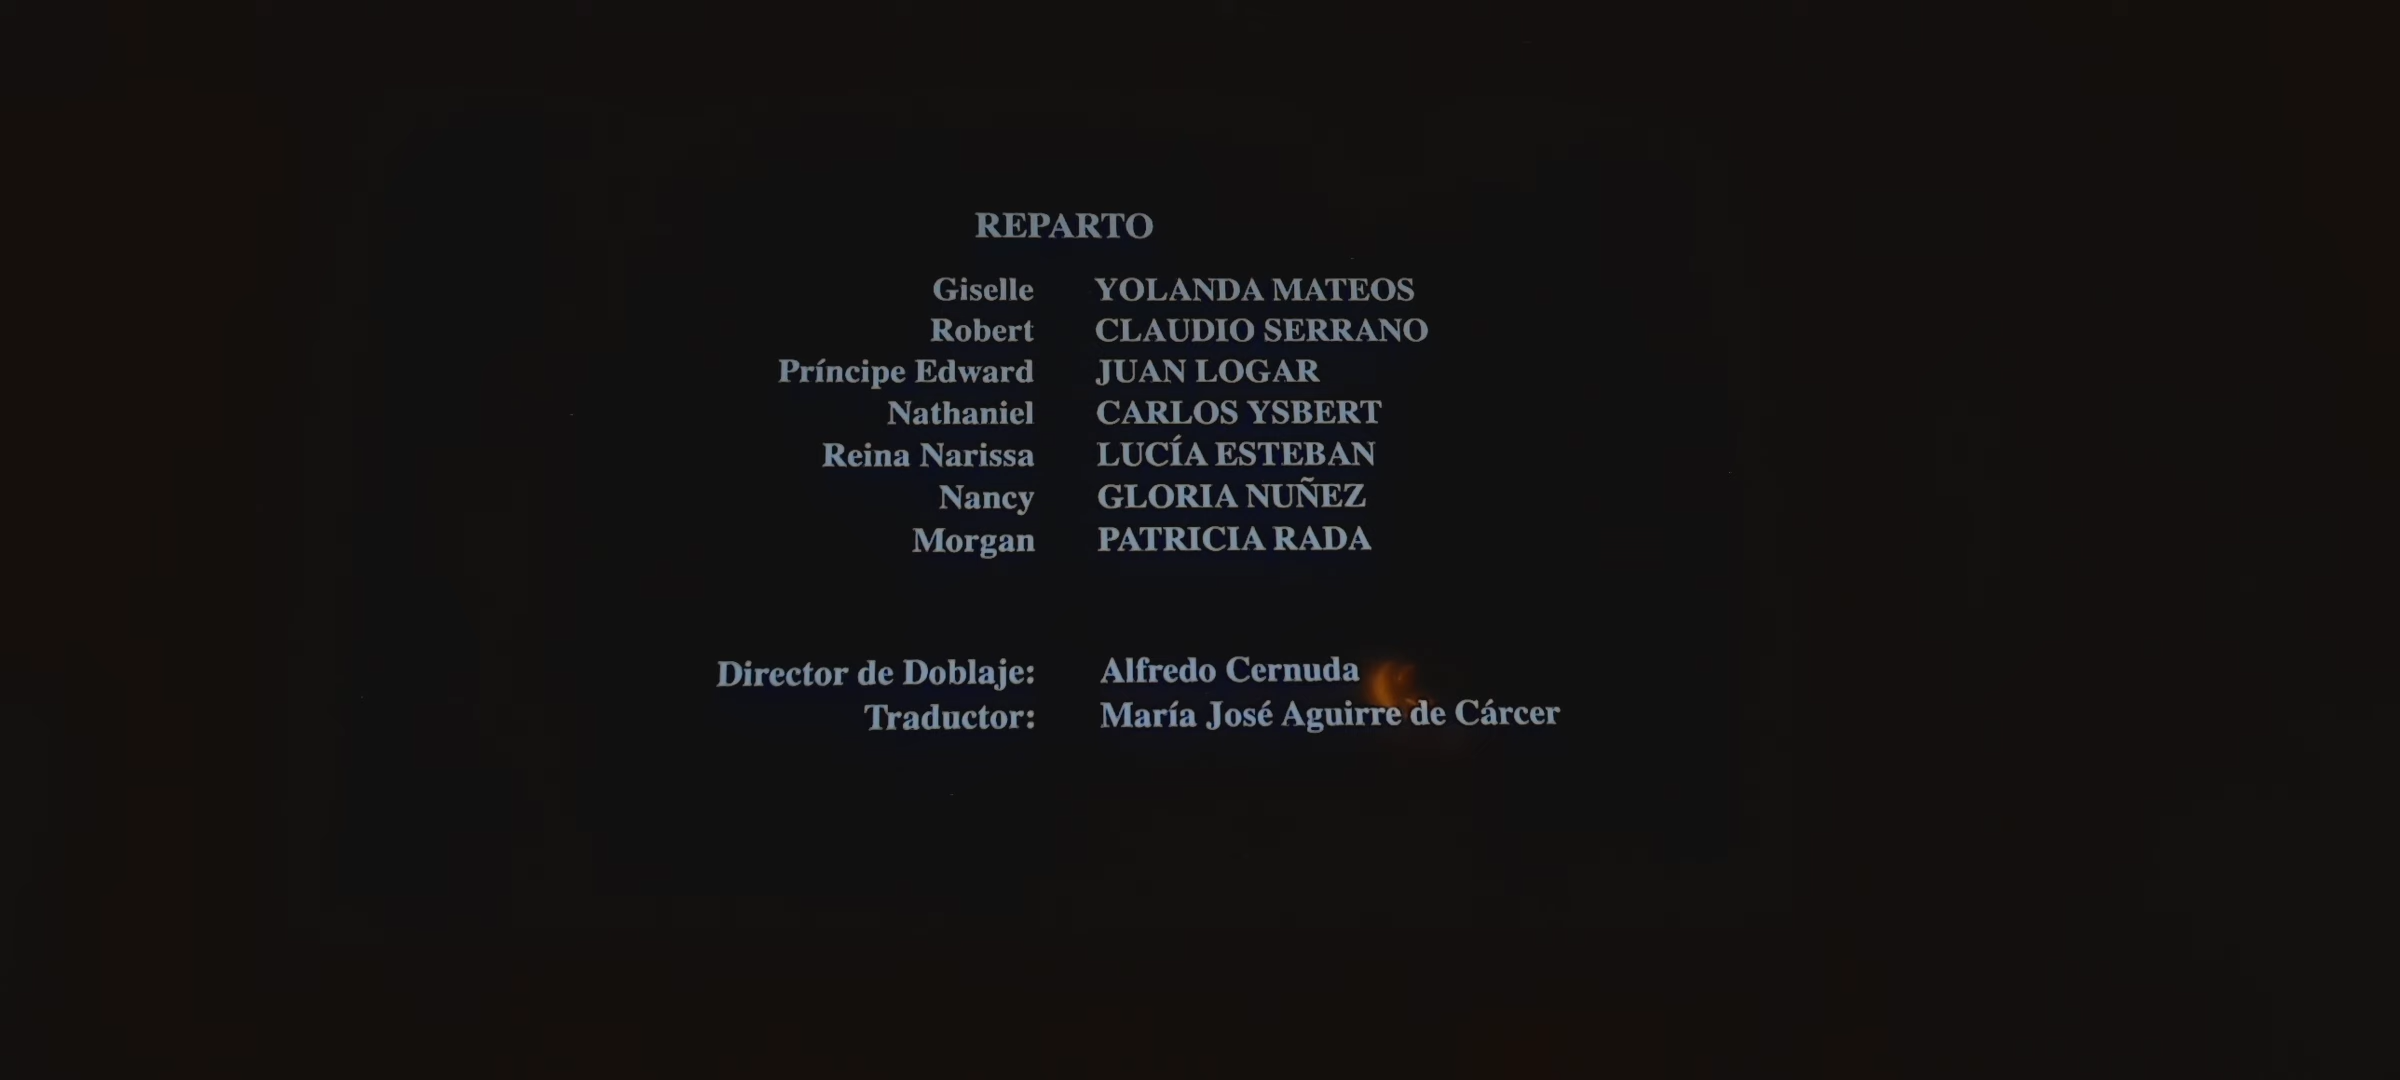 REPARTO
Giselle YOLANDA MATEOS
Robert CLAUDIO SERRANO
Príncipe Edward JUAN LOGAR
Nathaniel CARLOS YSBERT
Reina Narissa LUCÍA ESTEBAN
Nancy GLORIA NUÑEZ
Morgan PATRICIA RADA
Director de Doblaje: Alfredo Cernuda
Traductor: María José Aguirre de Cárcer